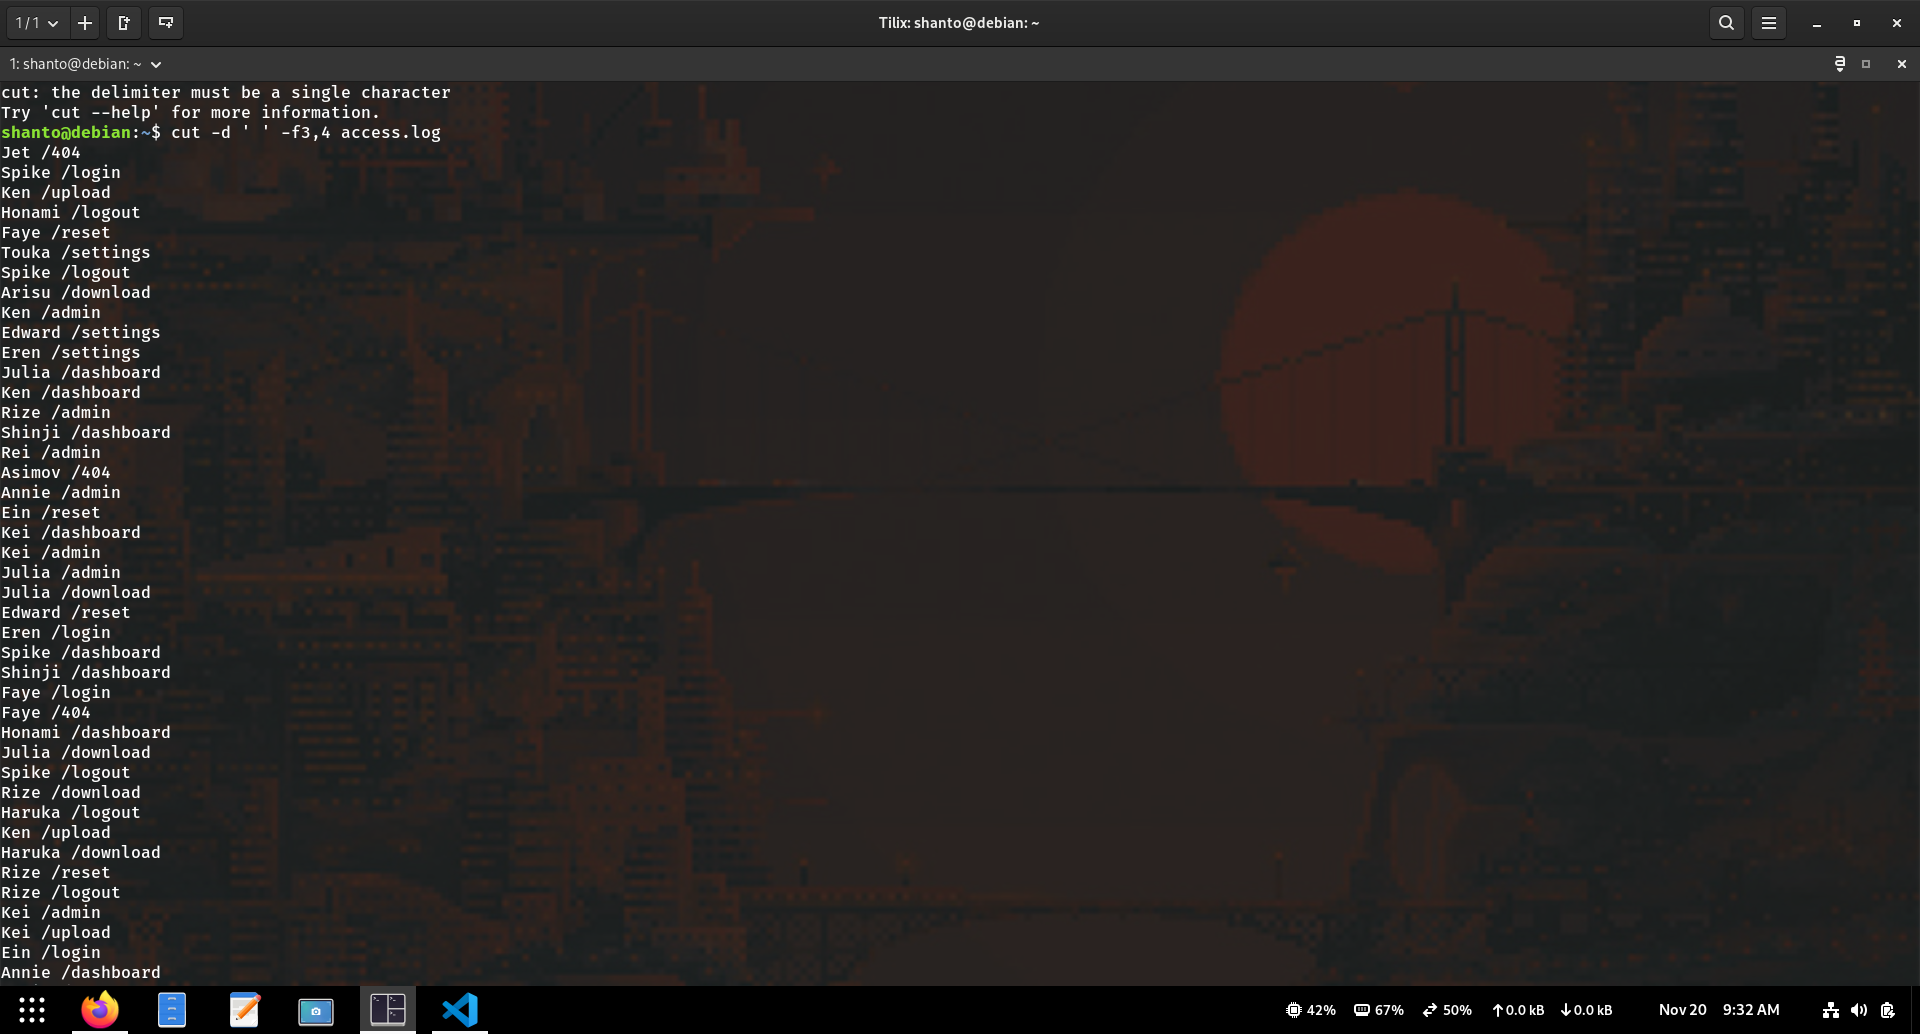 1 / 1
Tilix: shanto@debian: ~
1: shanto@debian: ~
cut: the delimiter must be a single character
Try 'cut --help' for more information.
shanto@debian:~$ cut -d ' ' -f3,4 access.log
Jet /404
Spike /login
Ken /upload
Honami /logout
Faye /reset
Touka /settings
Spike /logout
Arisu /download
Ken /admin
Edward /settings
Eren /settings
Julia /dashboard
Ken /dashboard
Rize /admin
Shinji /dashboard
Rei /admin
Asimov /404
Annie /admin
Ein /reset
Kei /dashboard
Kei /admin
Julia /admin
Julia /download
Edward /reset
Eren /login
Spike /dashboard
Shinji /dashboard
Faye /login
Faye /404
Honami /dashboard
Julia /download
Spike /logout
Rize /download
Haruka /logout
Ken /upload
Haruka /download
Rize /reset
Rize /logout
Kei /admin
Kei /upload
Ein /login
Annie /dashboard
42% 67% 50% 0.0 kB 0.0 kB Nov 20 9:32 AM